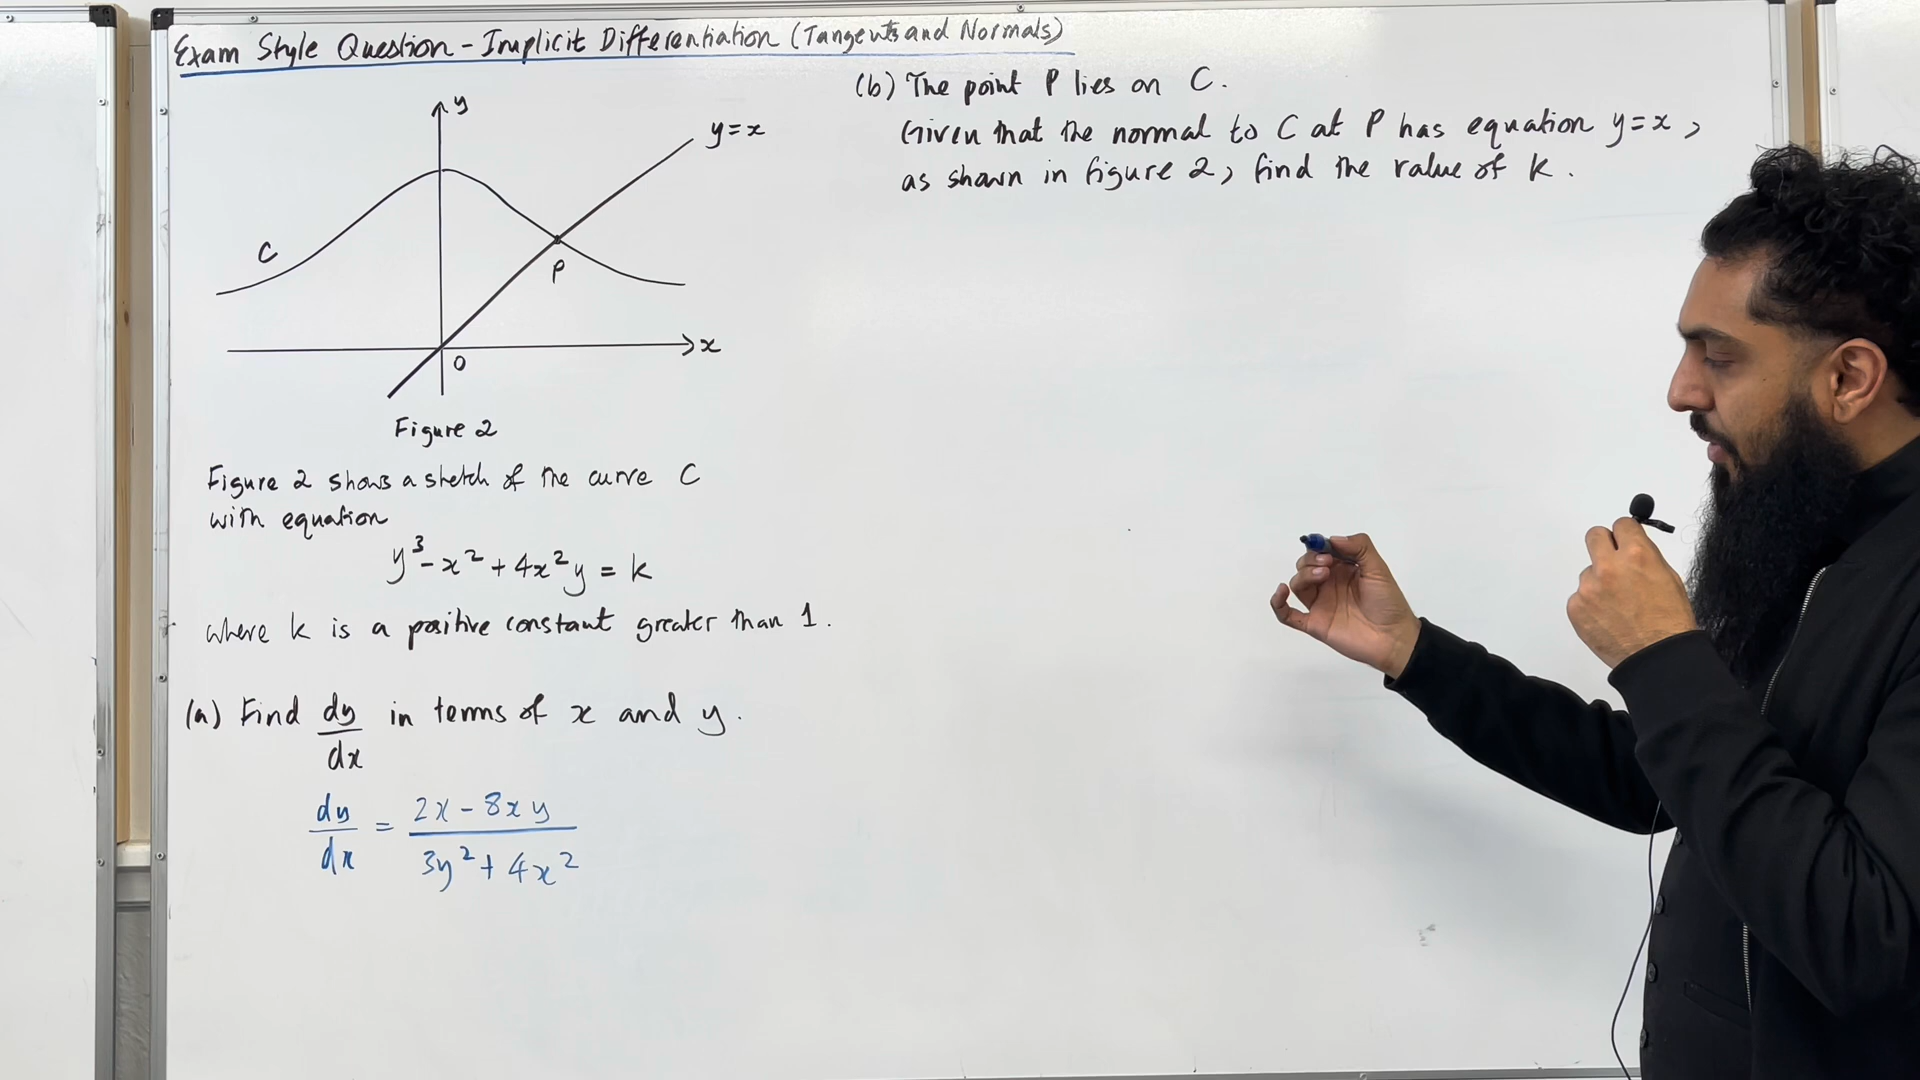 Exam Style Question - Implicit Differentiation (Tangents and Normals)
y
y=x
C
P
x
O
Figure 2
Figure 2 shows a sketch of the curve C
with equation
y³ - x² + 4x²y = k
where k is a positive constant greater than 1.
(a) Find dy/dx in terms of x and y.
dy/dx = (2x - 8xy)/(3y² + 4x²)
(b) The point P lies on C.
Given that the normal to C at P has equation y=x,
as shown in figure 2, find the value of k.